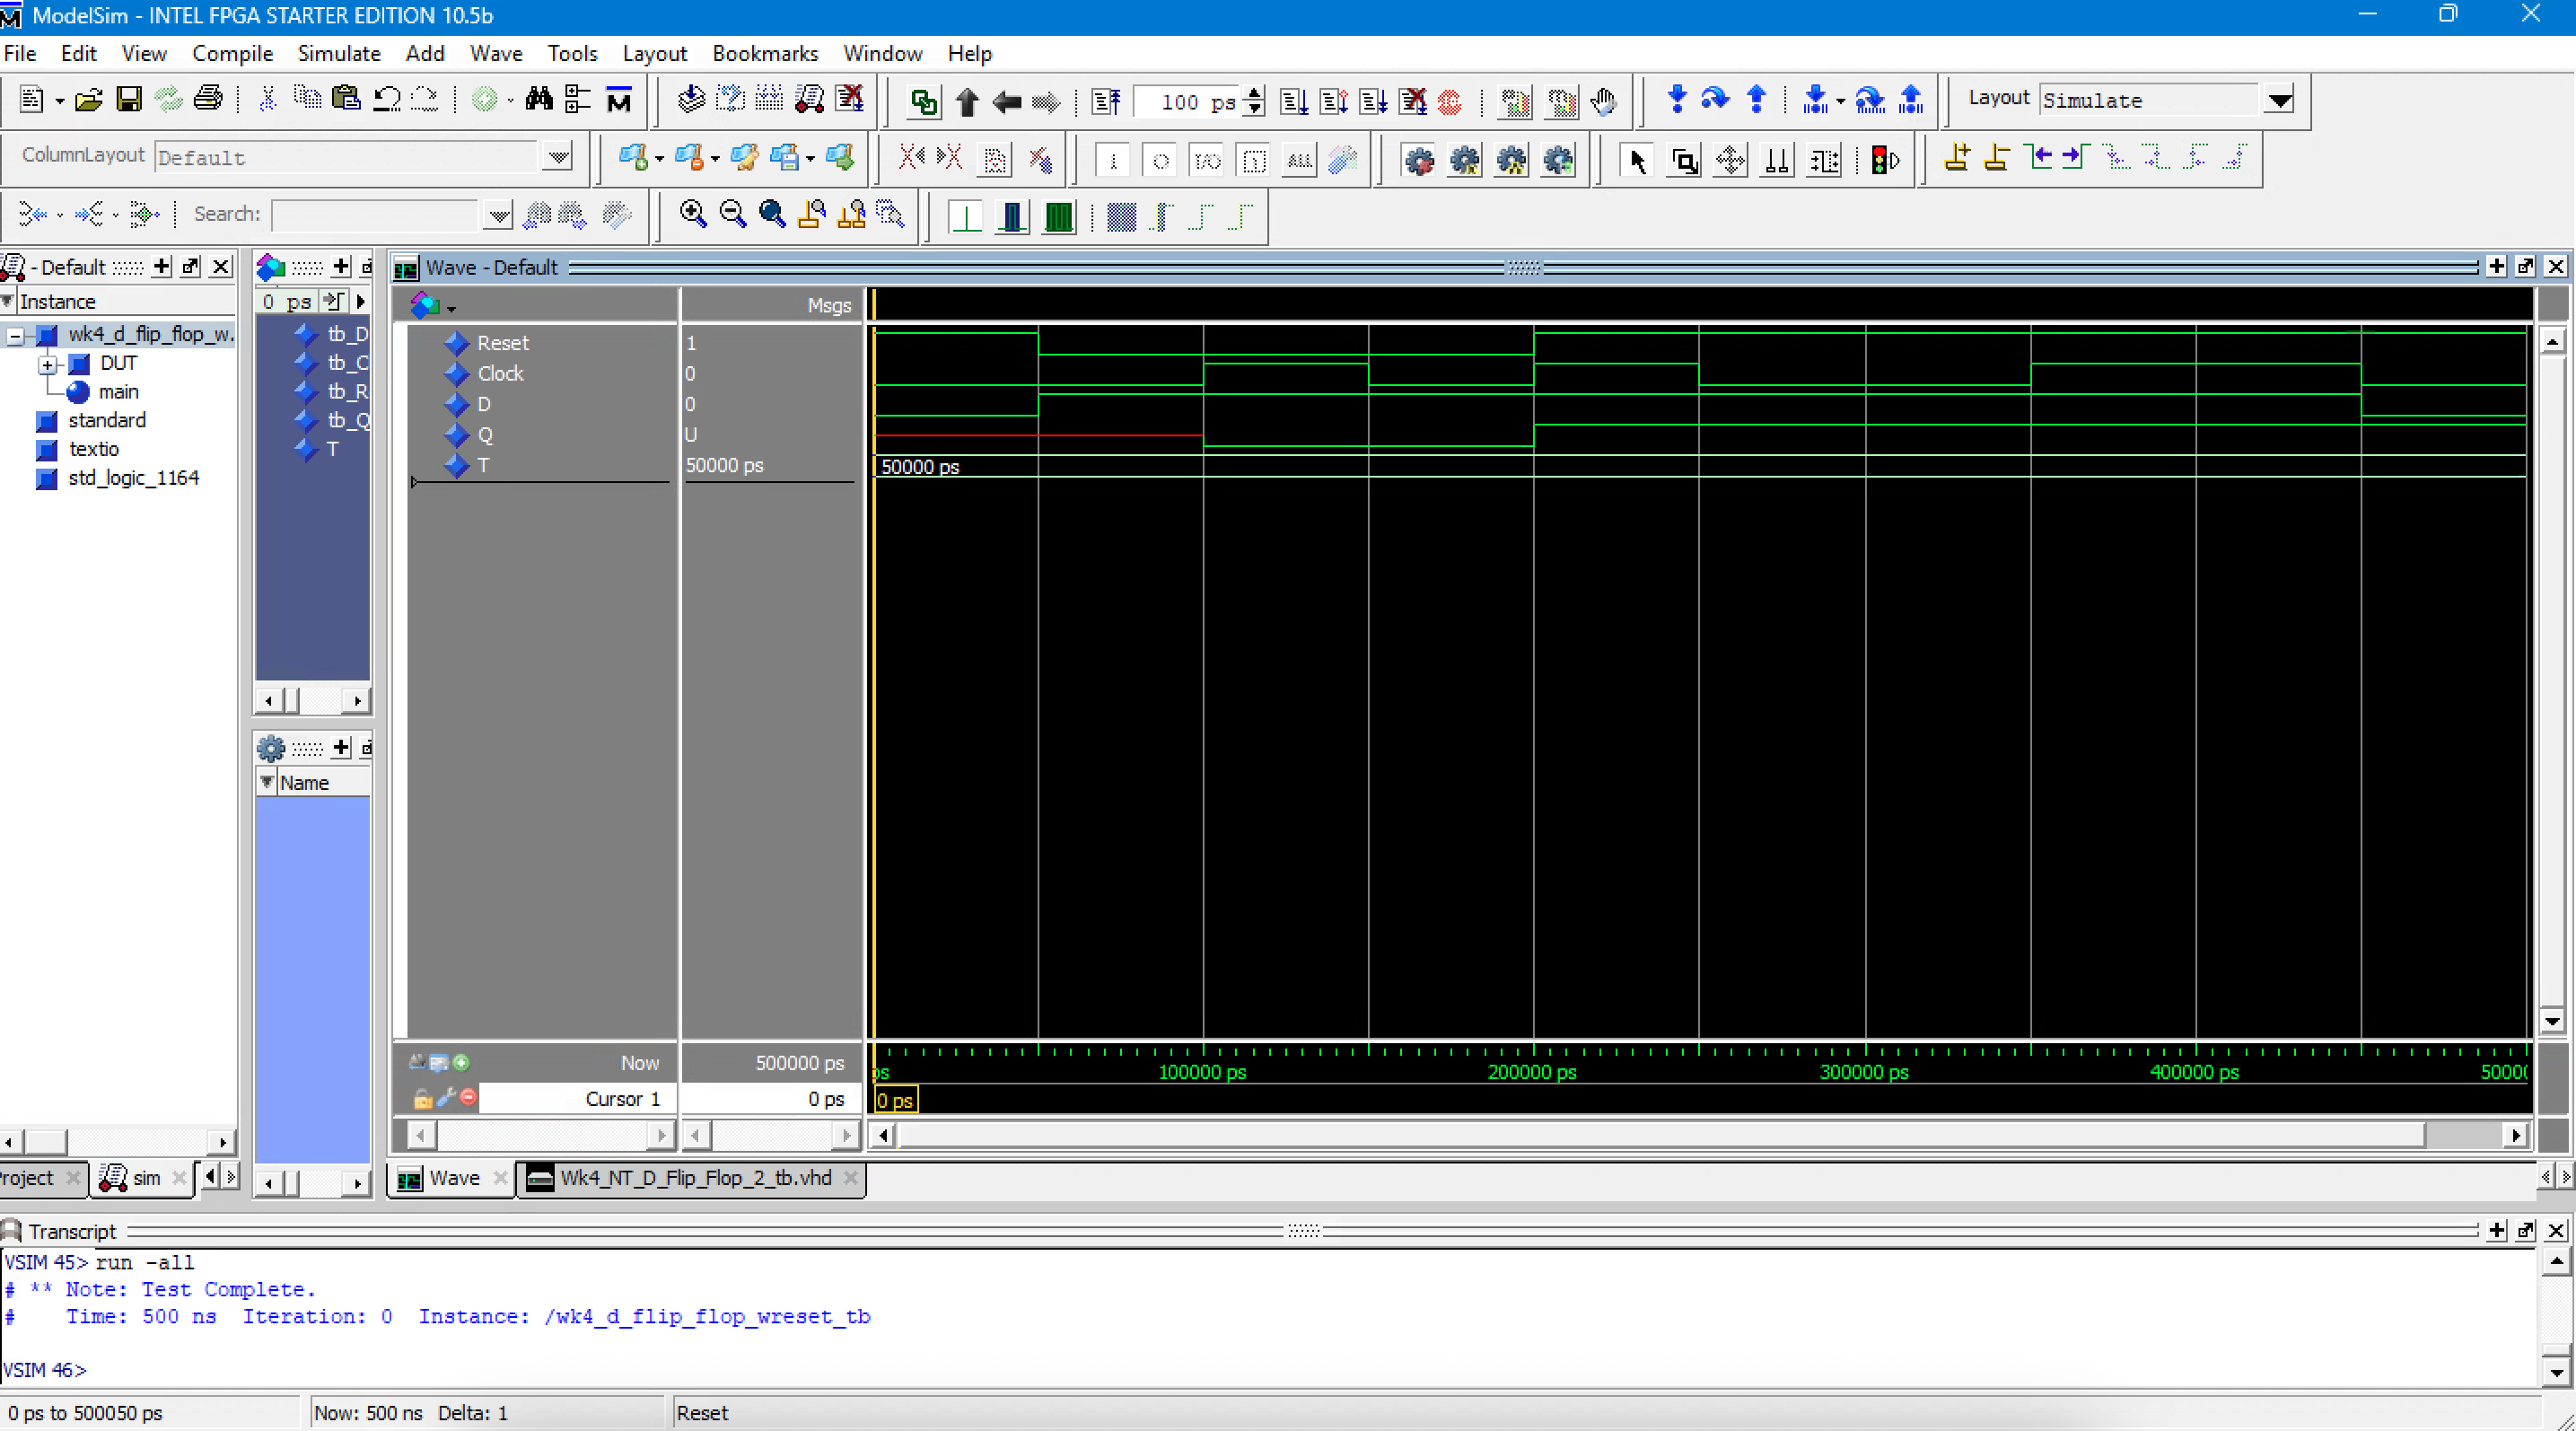 ModelSim - INTEL FPGA STARTER EDITION 10.5b
File Edit View Compile Simulate Add Wave Tools Layout Bookmarks Window Help
100 ps
Layout Simulate
ColumnLayout Default
ALL
Search:
- Default
Wave - Default
Instance
0 ps
Msgs
wk4_d_flip_flop_w.
DUT
main
standard
textio
std_logic_1164
tb_D
tb_C
tb_R
tb_Q
T
Reset 1
Clock 0
D 0
Q U
T 50000 ps 50000 ps
Name
Now 500000 ps
ps 100000 ps 200000 ps 300000 ps 400000 ps 50000
Cursor 1 0 ps 0 ps
roject sim Wave Wk4_NT_D_Flip_Flop_2_tb.vhd
Transcript
VSIM 45> run -all
# ** Note: Test Complete.
# Time: 500 ns Iteration: 0 Instance: /wk4_d_flip_flop_wreset_tb
VSIM 46>
0 ps to 500050 ps Now: 500 ns Delta: 1 Reset